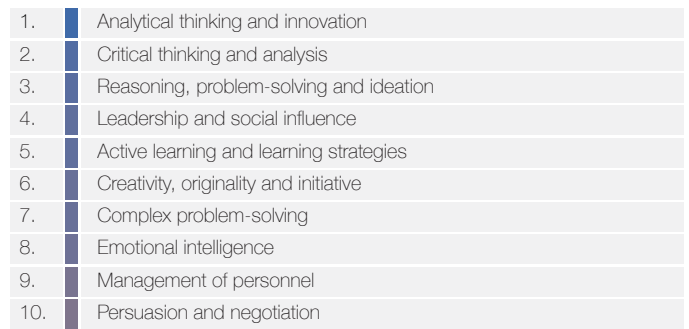 1. Analytical thinking and innovation
2. Critical thinking and analysis
3. Reasoning, problem-solving and ideation
4. Leadership and social influence
5. Active learning and learning strategies
6. Creativity, originality and initiative
7. Complex problem-solving
8. Emotional intelligence
9. Management of personnel
10. Persuasion and negotiation